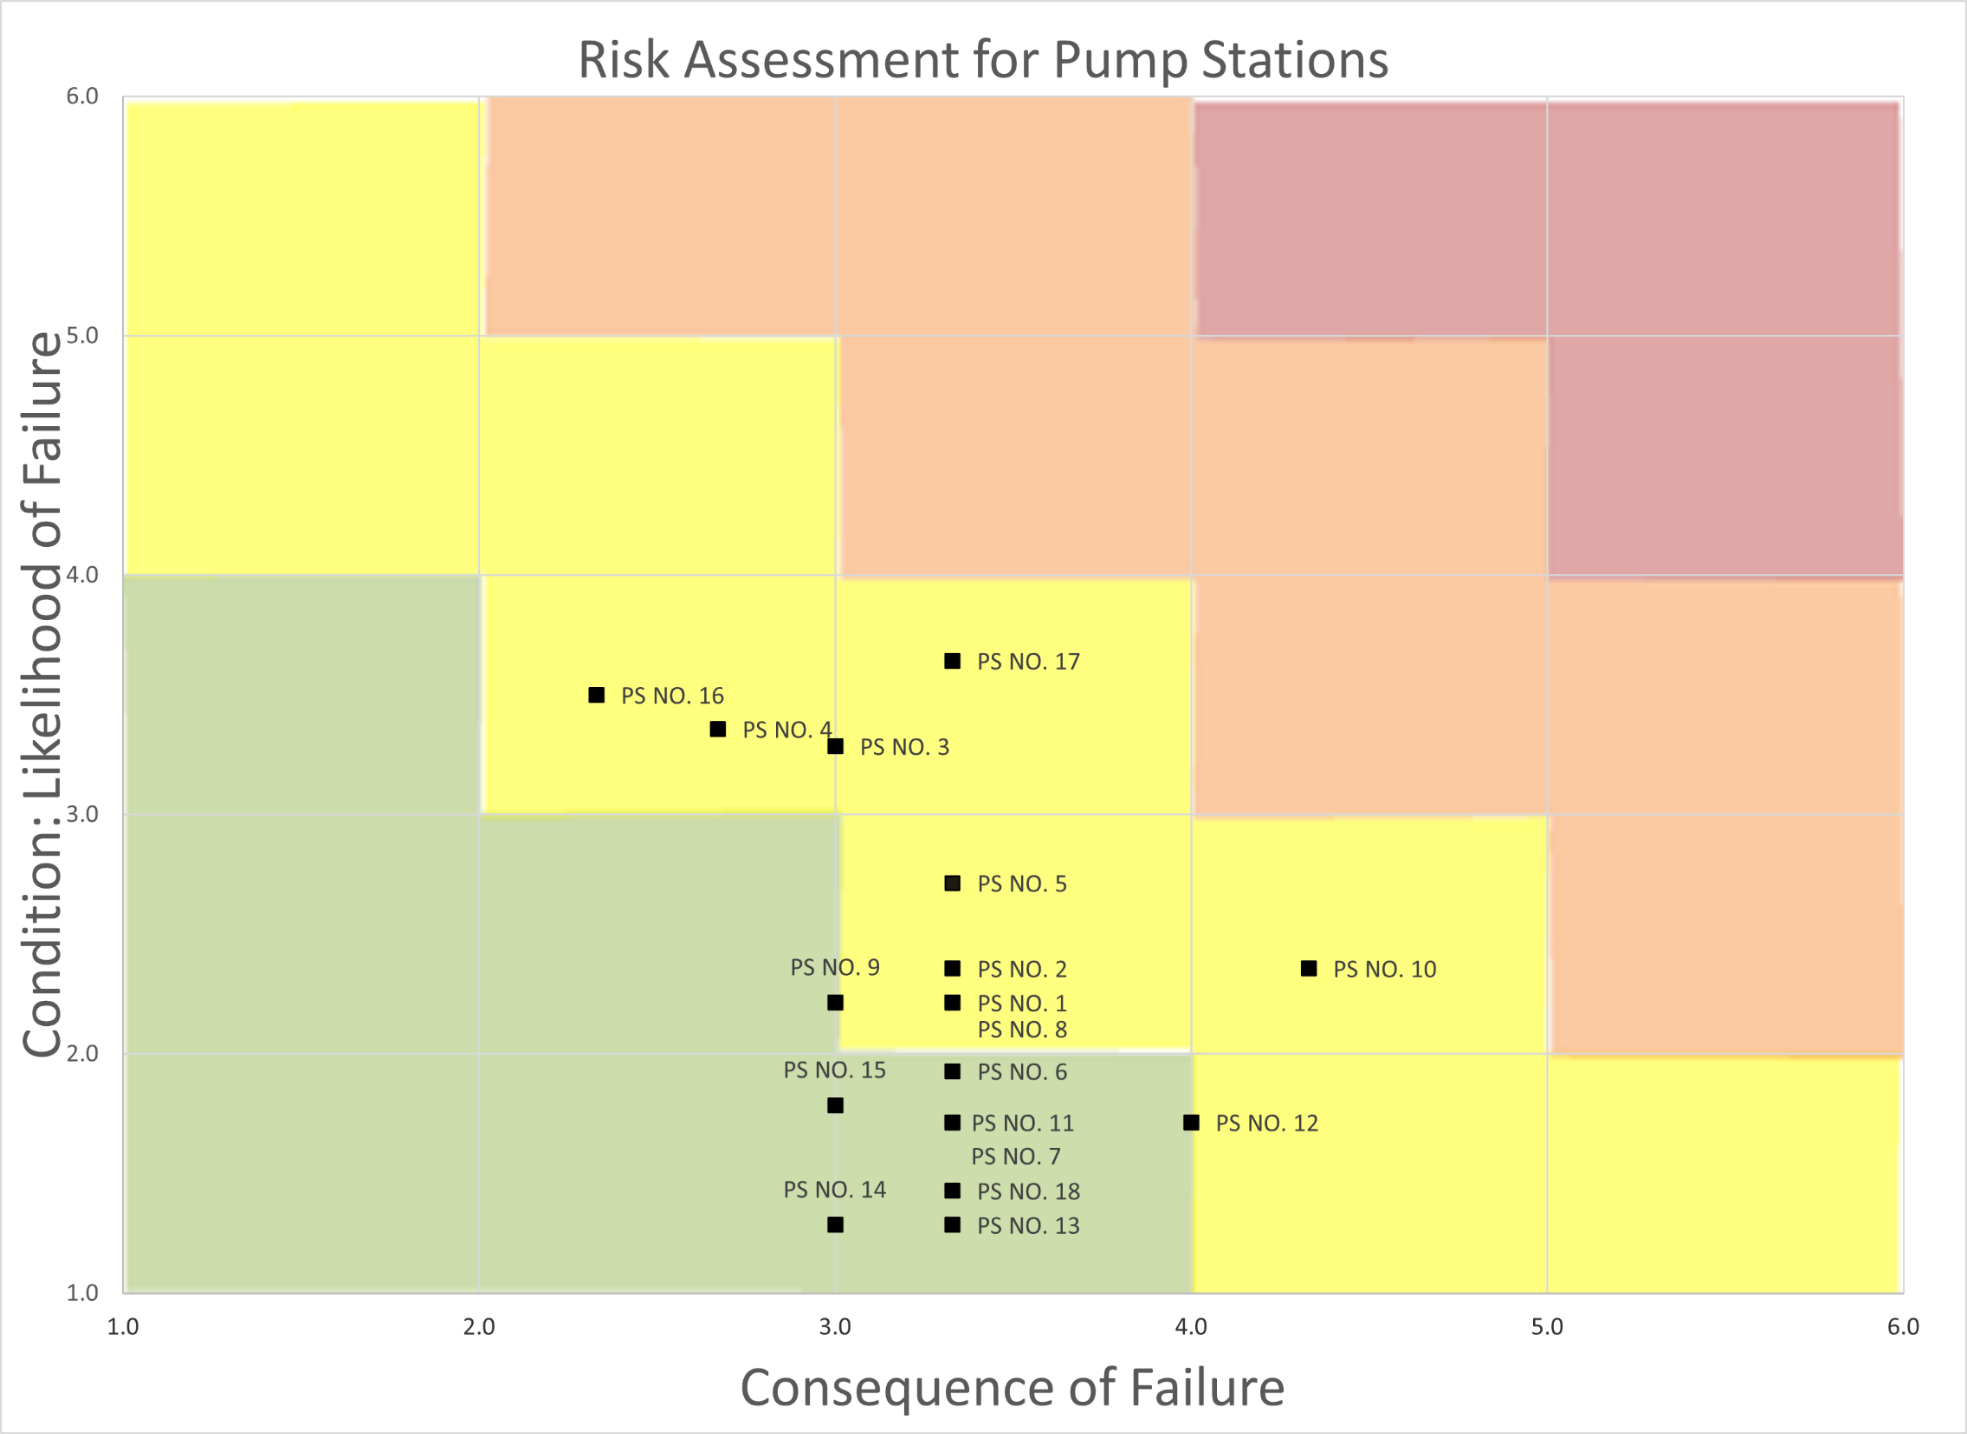 Risk Assessment for Pump Stations
Condition: Likelihood of Failure
6.0
5.0
4.0
3.0
2.0
1.0
PS NO. 17
PS NO. 16
PS NO. 4
PS NO. 3
PS NO. 5
PS NO. 9
PS NO. 2
PS NO. 10
PS NO. 1
PS NO. 8
PS NO. 15
PS NO. 6
PS NO. 11
PS NO. 12
PS NO. 7
PS NO. 14
PS NO. 18
PS NO. 13
1.0 2.0 3.0 4.0 5.0 6.0
Consequence of Failure